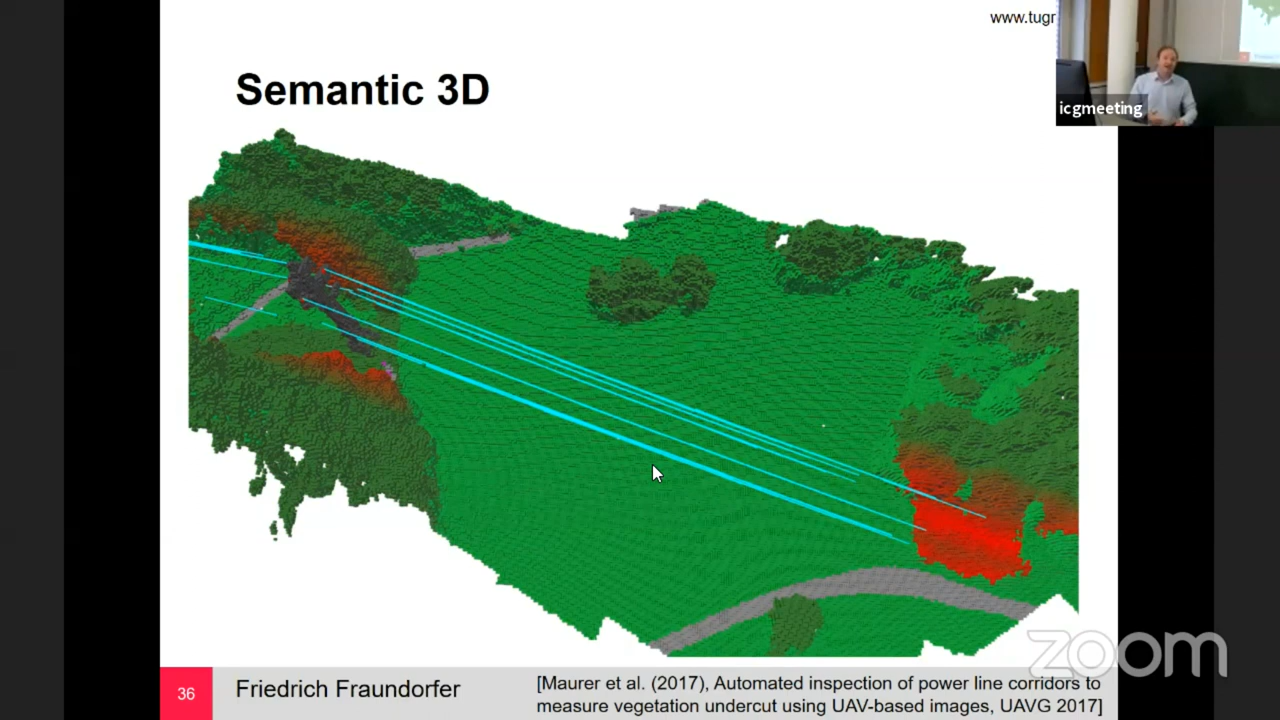 www.tugr
Semantic 3D
icgmeeting
zoom
36
Friedrich Fraundorfer
[Maurer et al. (2017), Automated inspection of power line corridors to
measure vegetation undercut using UAV-based images, UAVG 2017]